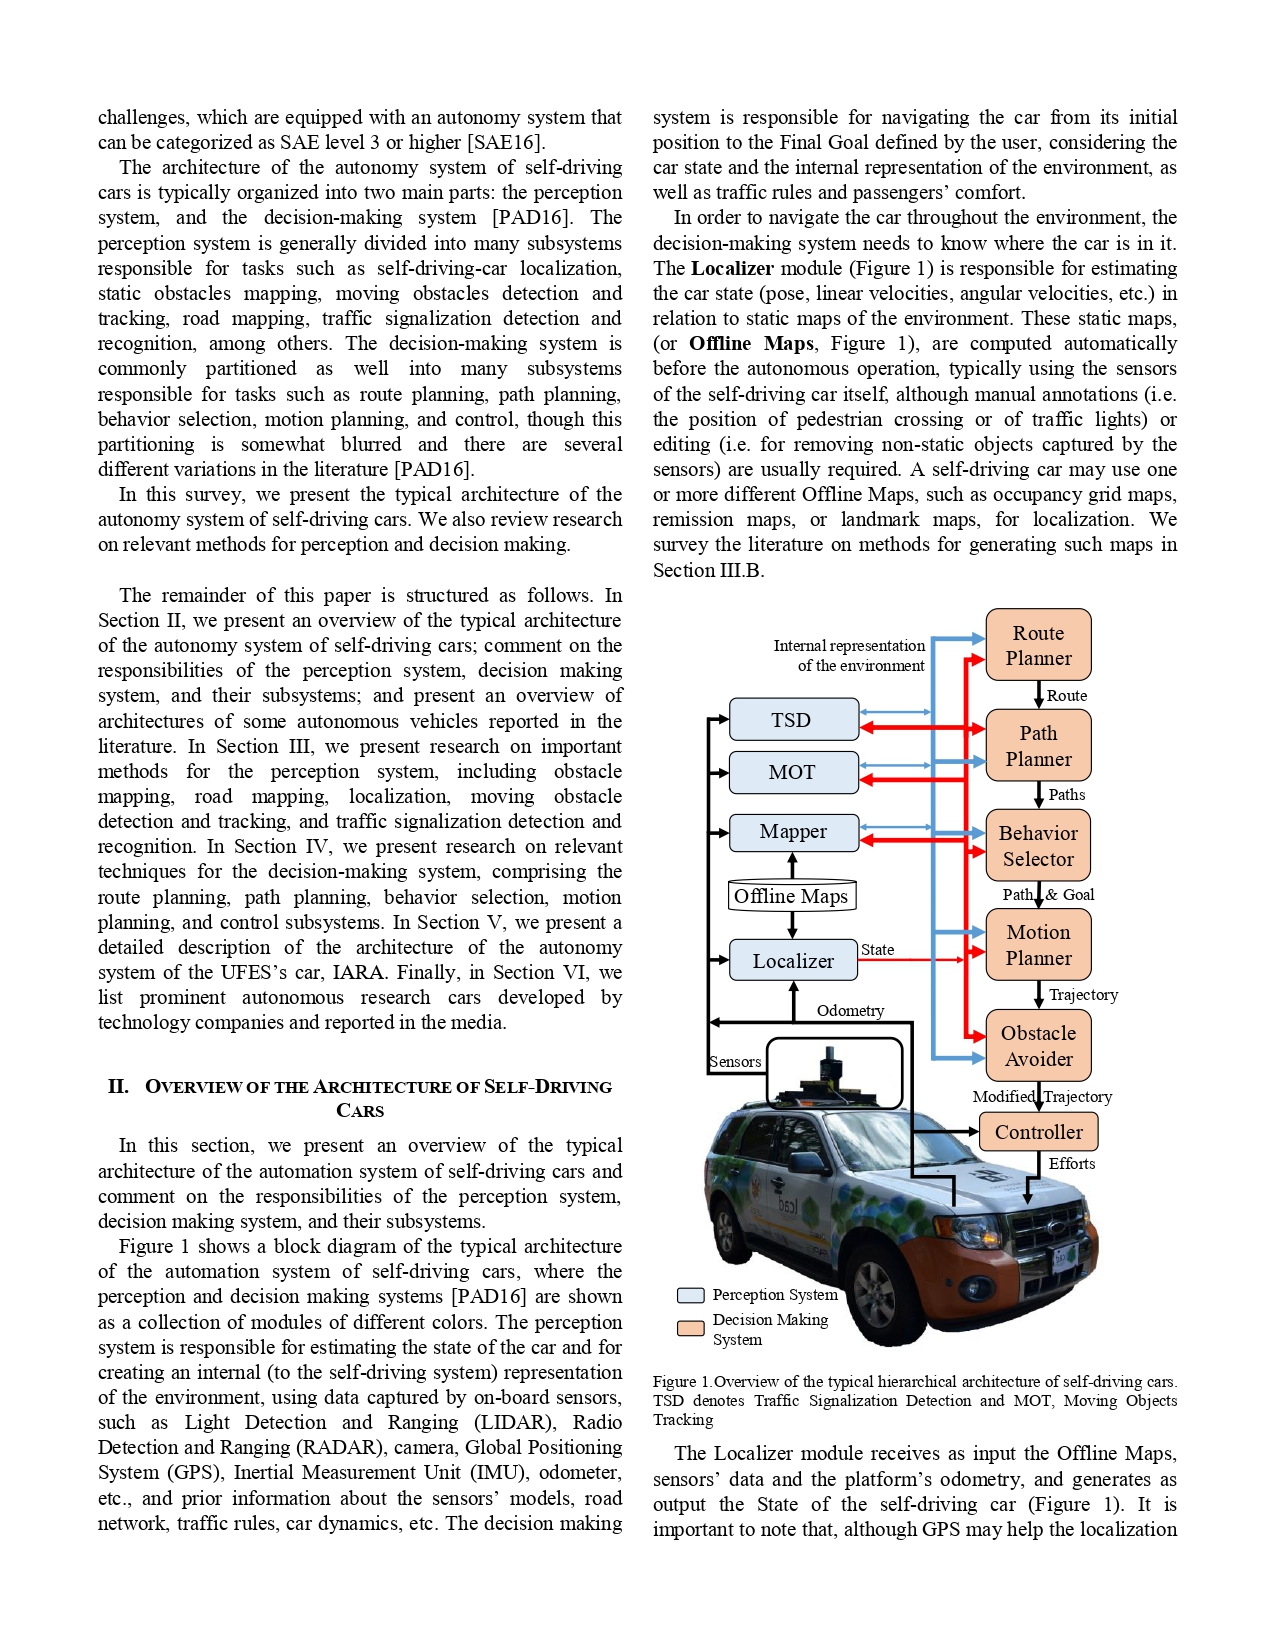 challenges, which are equipped with an autonomy system that
can be categorized as SAE level 3 or higher [SAE16].
The architecture of the autonomy system of self-driving
cars is typically organized into two main parts: the perception
system, and the decision-making system [PAD16]. The
perception system is generally divided into many subsystems
responsible for tasks such as self-driving-car localization,
static obstacles mapping, moving obstacles detection and
tracking, road mapping, traffic signalization detection and
recognition, among others. The decision-making system is
commonly partitioned as well into many subsystems
responsible for tasks such as route planning, path planning,
behavior selection, motion planning, and control, though this
partitioning is somewhat blurred and there are several
different variations in the literature [PAD16].
In this survey, we present the typical architecture of the
autonomy system of self-driving cars. We also review research
on relevant methods for perception and decision making.
The remainder of this paper is structured as follows. In
Section II, we present an overview of the typical architecture
of the autonomy system of self-driving cars; comment on the
responsibilities of the perception system, decision making
system, and their subsystems; and present an overview of
architectures of some autonomous vehicles reported in the
literature. In Section III, we present research on important
methods for the perception system, including obstacle
mapping, road mapping, localization, moving obstacle
detection and tracking, and traffic signalization detection and
recognition. In Section IV, we present research on relevant
techniques for the decision-making system, comprising the
route planning, path planning, behavior selection, motion
planning, and control subsystems. In Section V, we present a
detailed description of the architecture of the autonomy
system of the UFES’s car, IARA. Finally, in Section VI, we
list prominent autonomous research cars developed by
technology companies and reported in the media.
II. OVERVIEW OF THE ARCHITECTURE OF SELF-DRIVING
CARS
In this section, we present an overview of the typical
architecture of the automation system of self-driving cars and
comment on the responsibilities of the perception system,
decision making system, and their subsystems.
Figure 1 shows a block diagram of the typical architecture
of the automation system of self-driving cars, where the
perception and decision making systems [PAD16] are shown
as a collection of modules of different colors. The perception
system is responsible for estimating the state of the car and for
creating an internal (to the self-driving system) representation
of the environment, using data captured by on-board sensors,
such as Light Detection and Ranging (LIDAR), Radio
Detection and Ranging (RADAR), camera, Global Positioning
System (GPS), Inertial Measurement Unit (IMU), odometer,
etc., and prior information about the sensors’ models, road
network, traffic rules, car dynamics, etc. The decision making
system is responsible for navigating the car from its initial
position to the Final Goal defined by the user, considering the
car state and the internal representation of the environment, as
well as traffic rules and passengers’ comfort.
In order to navigate the car throughout the environment, the
decision-making system needs to know where the car is in it.
The Localizer module (Figure 1) is responsible for estimating
the car state (pose, linear velocities, angular velocities, etc.) in
relation to static maps of the environment. These static maps,
(or Offline Maps, Figure 1), are computed automatically
before the autonomous operation, typically using the sensors
of the self-driving car itself, although manual annotations (i.e.
the position of pedestrian crossing or of traffic lights) or
editing (i.e. for removing non-static objects captured by the
sensors) are usually required. A self-driving car may use one
or more different Offline Maps, such as occupancy grid maps,
remission maps, or landmark maps, for localization. We
survey the literature on methods for generating such maps in
Section III.B.
Internal representation
of the environment
Route
Planner
Route
TSD
Path
Planner
MOT
Paths
Mapper
Behavior
Selector
Offline Maps
Path & Goal
Motion
Planner
Localizer
State
Trajectory
Odometry
Obstacle
Avoider
Sensors
Modified Trajectory
Controller
Efforts
lcad
Perception System
Decision Making
System
Figure 1.Overview of the typical hierarchical architecture of self-driving cars.
TSD denotes Traffic Signalization Detection and MOT, Moving Objects
Tracking
The Localizer module receives as input the Offline Maps,
sensors’ data and the platform’s odometry, and generates as
output the State of the self-driving car (Figure 1). It is
important to note that, although GPS may help the localization